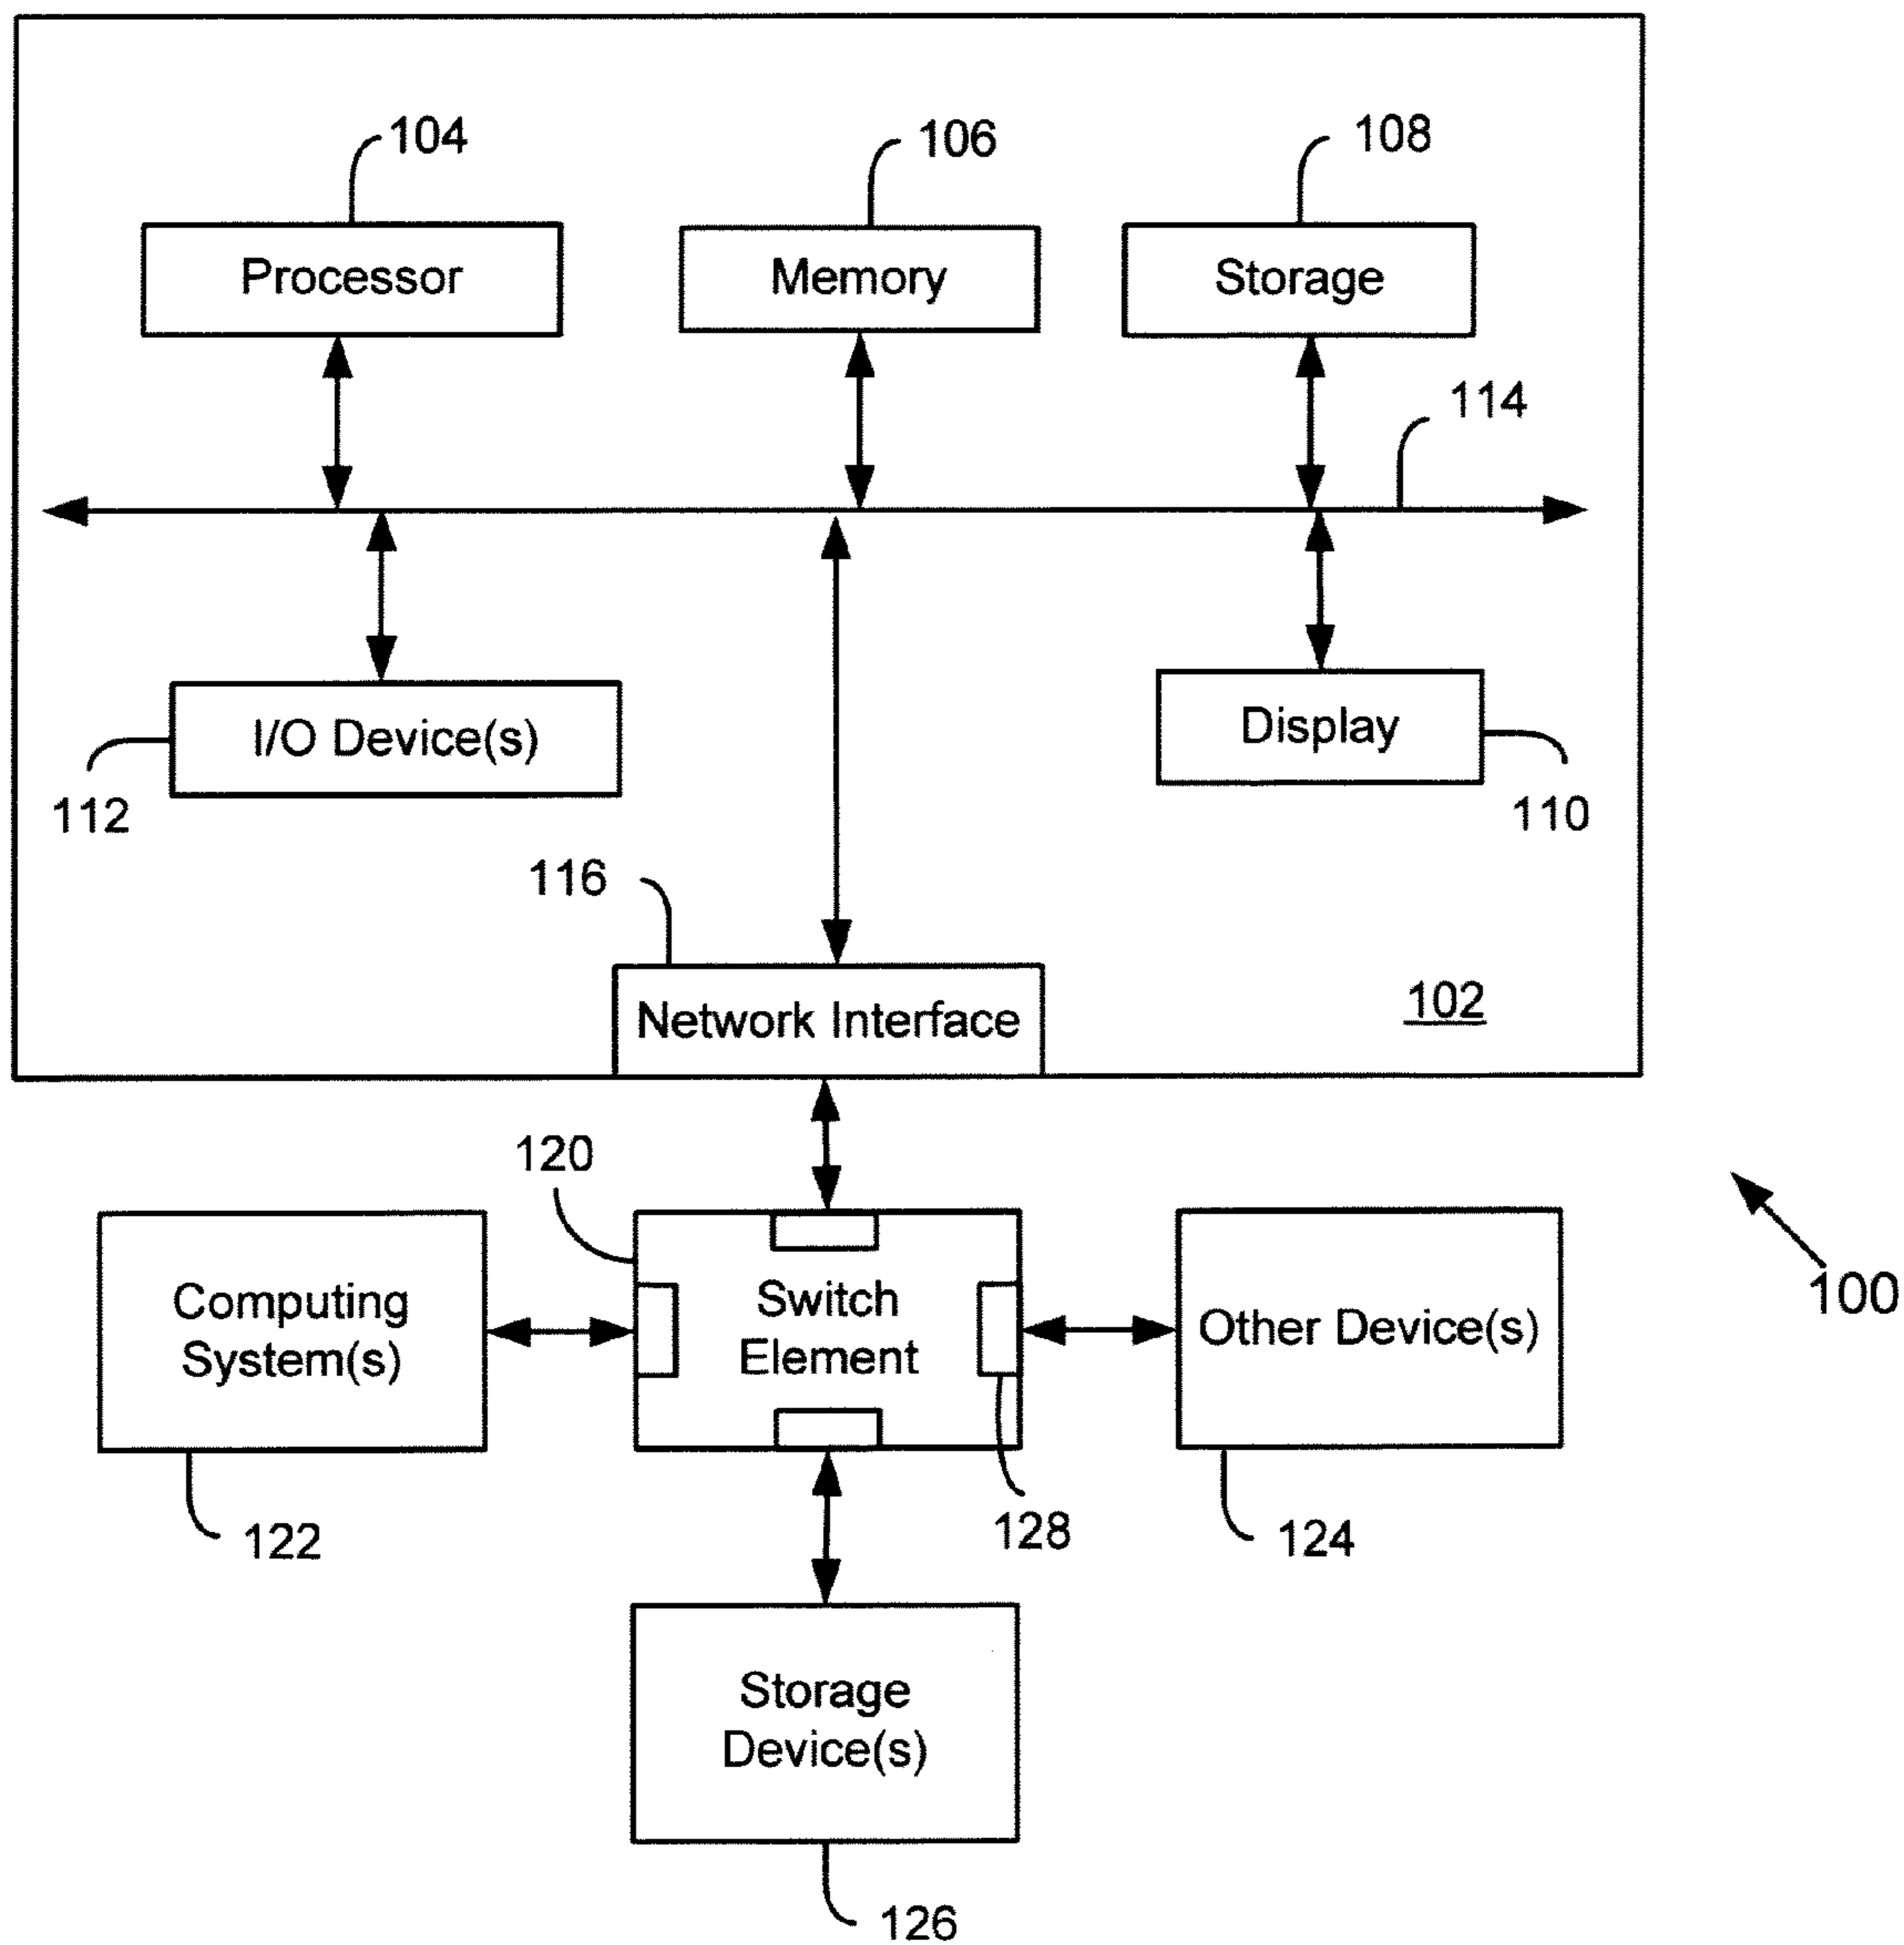 104
106
108
Processor
Memory
Storage
114
I/O Device(s)
Display
112
110
116
Network Interface
102
120
Computing
System(s)
Switch
Element
Other Device(s)
100
122
128
124
Storage
Device(s)
126